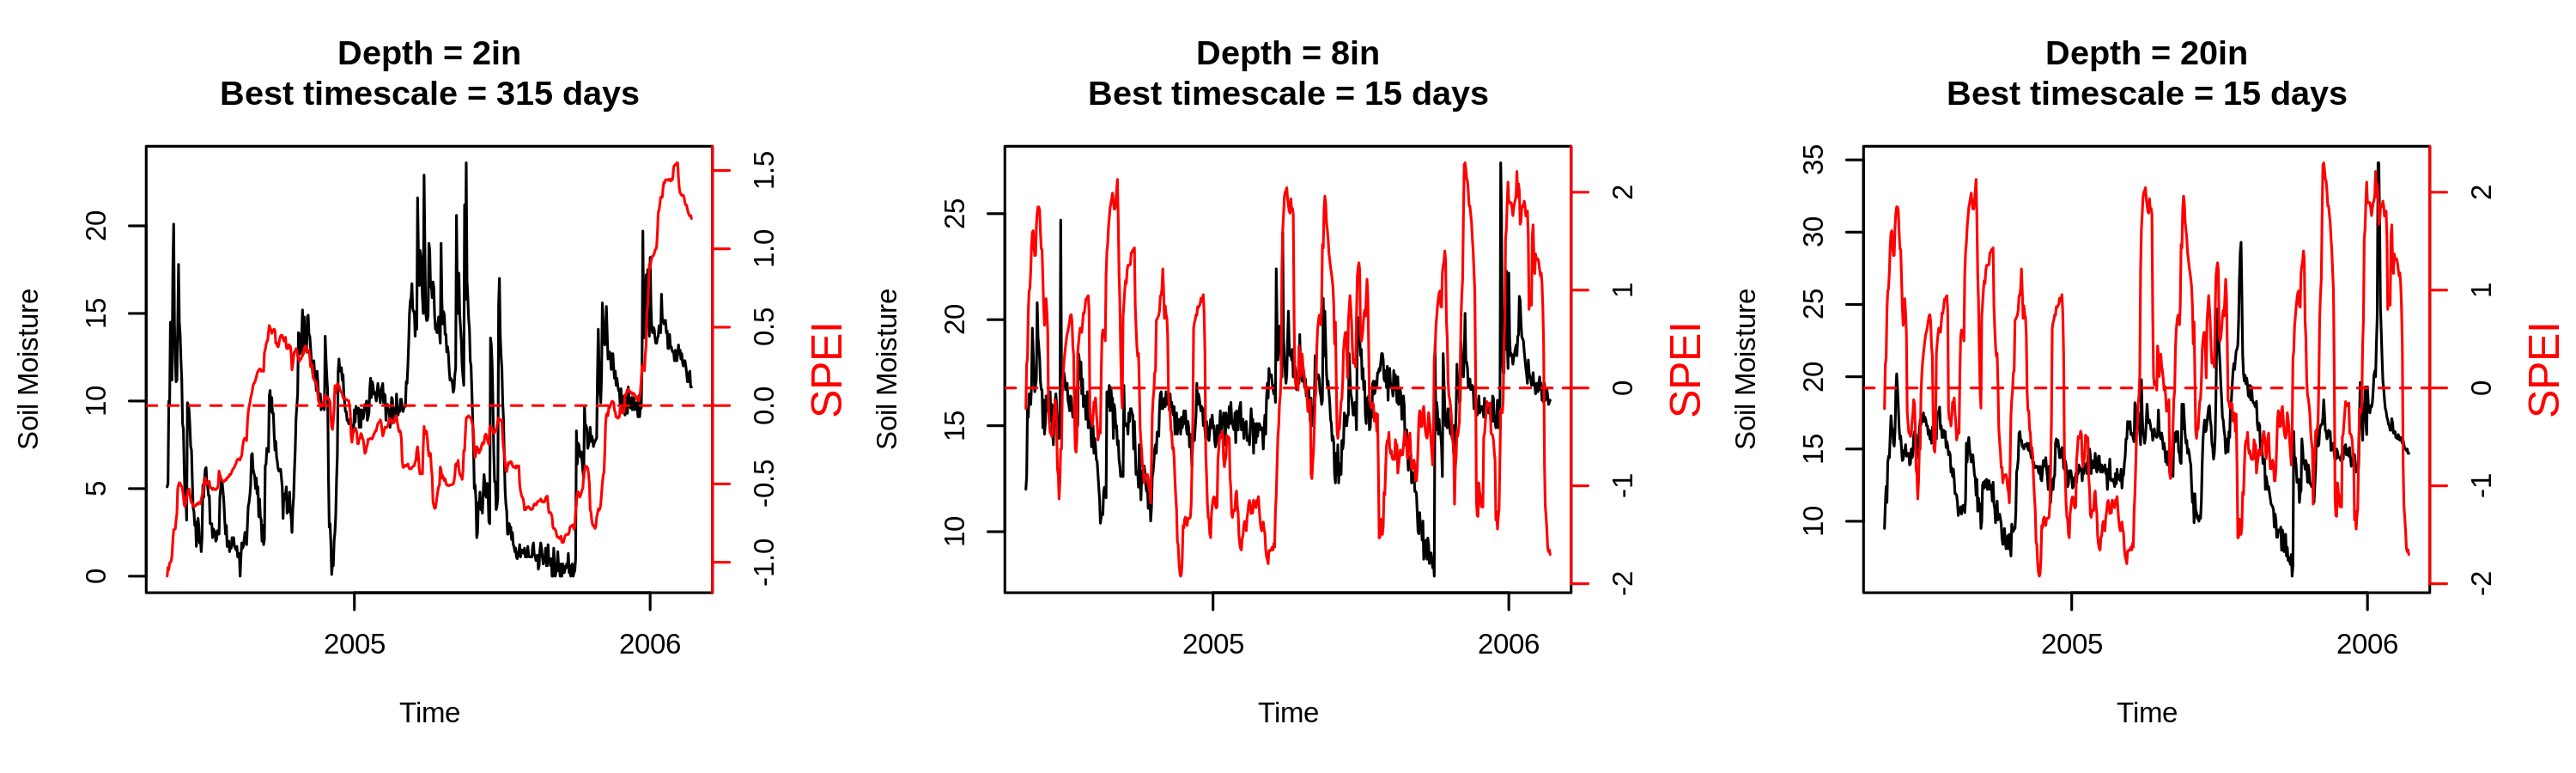 Depth = 2in
Best timescale = 315 days
Soil Moisture
0 5 10 15 20
-1.0 -0.5 0.0 0.5 1.0 1.5
SPEI
2005 2006
Time
Depth = 8in
Best timescale = 15 days
Soil Moisture
10 15 20 25
-2 -1 0 1 2
SPEI
2005 2006
Time
Depth = 20in
Best timescale = 15 days
Soil Moisture
10 15 20 25 30 35
-2 -1 0 1 2
SPEI
2005 2006
Time